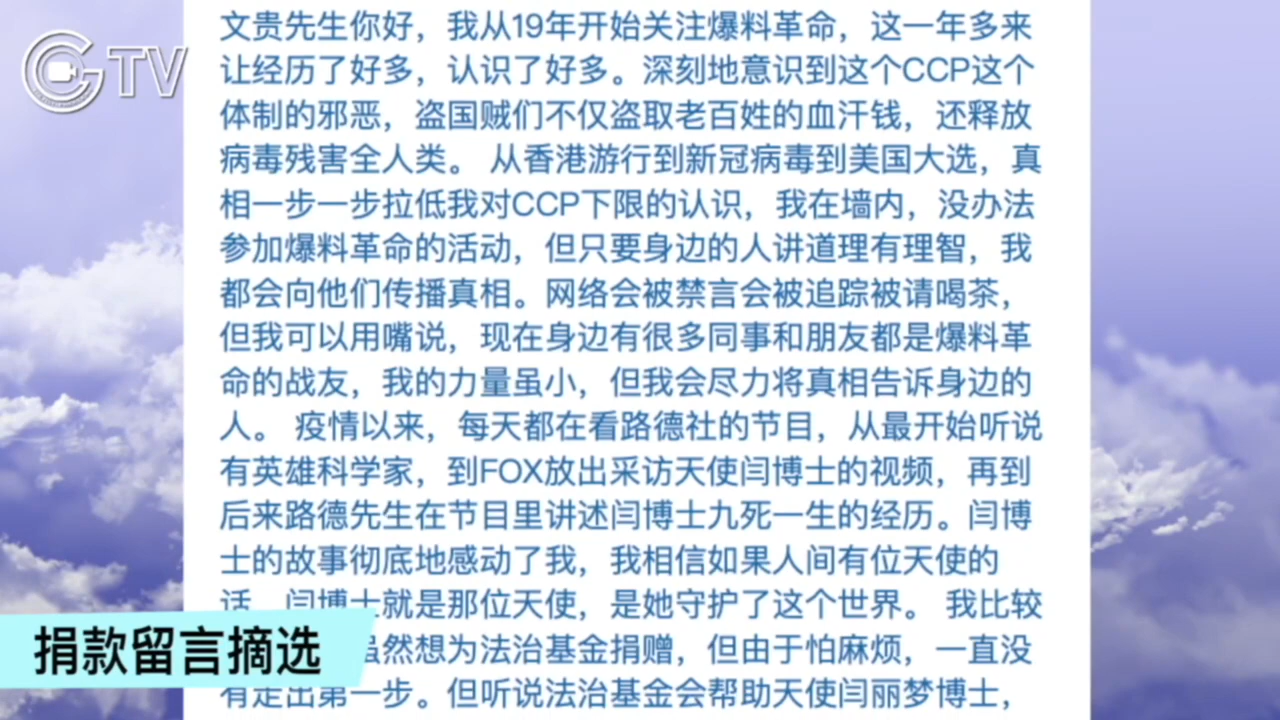 GTV
文贵先生你好，我从19年开始关注爆料革命，这一年多来
让经历了好多，认识了好多。深刻地意识到这个CCP这个
体制的邪恶，盗国贼们不仅盗取老百姓的血汗钱，还释放
病毒残害全人类。 从香港游行到新冠病毒到美国大选，真
相一步一步拉低我对CCP下限的认识，我在墙内，没办法
参加爆料革命的活动，但只要身边的人讲道理有理智，我
都会向他们传播真相。网络会被禁言会被追踪被请喝茶，
但我可以用嘴说，现在身边有很多同事和朋友都是爆料革
命的战友，我的力量虽小，但我会尽力将真相告诉身边的
人。 疫情以来，每天都在看路德社的节目，从最开始听说
有英雄科学家，到FOX放出采访天使闫博士的视频，再到
后来路德先生在节目里讲述闫博士九死一生的经历。闫博
士的故事彻底地感动了我，我相信如果人间有位天使的
话，闫博士就是那位天使，是她守护了这个世界。 我比较
虽然想为法治基金捐赠，但由于怕麻烦，一直没
有走出第一步。但听说法治基金会帮助天使闫丽梦博士，
捐款留言摘选